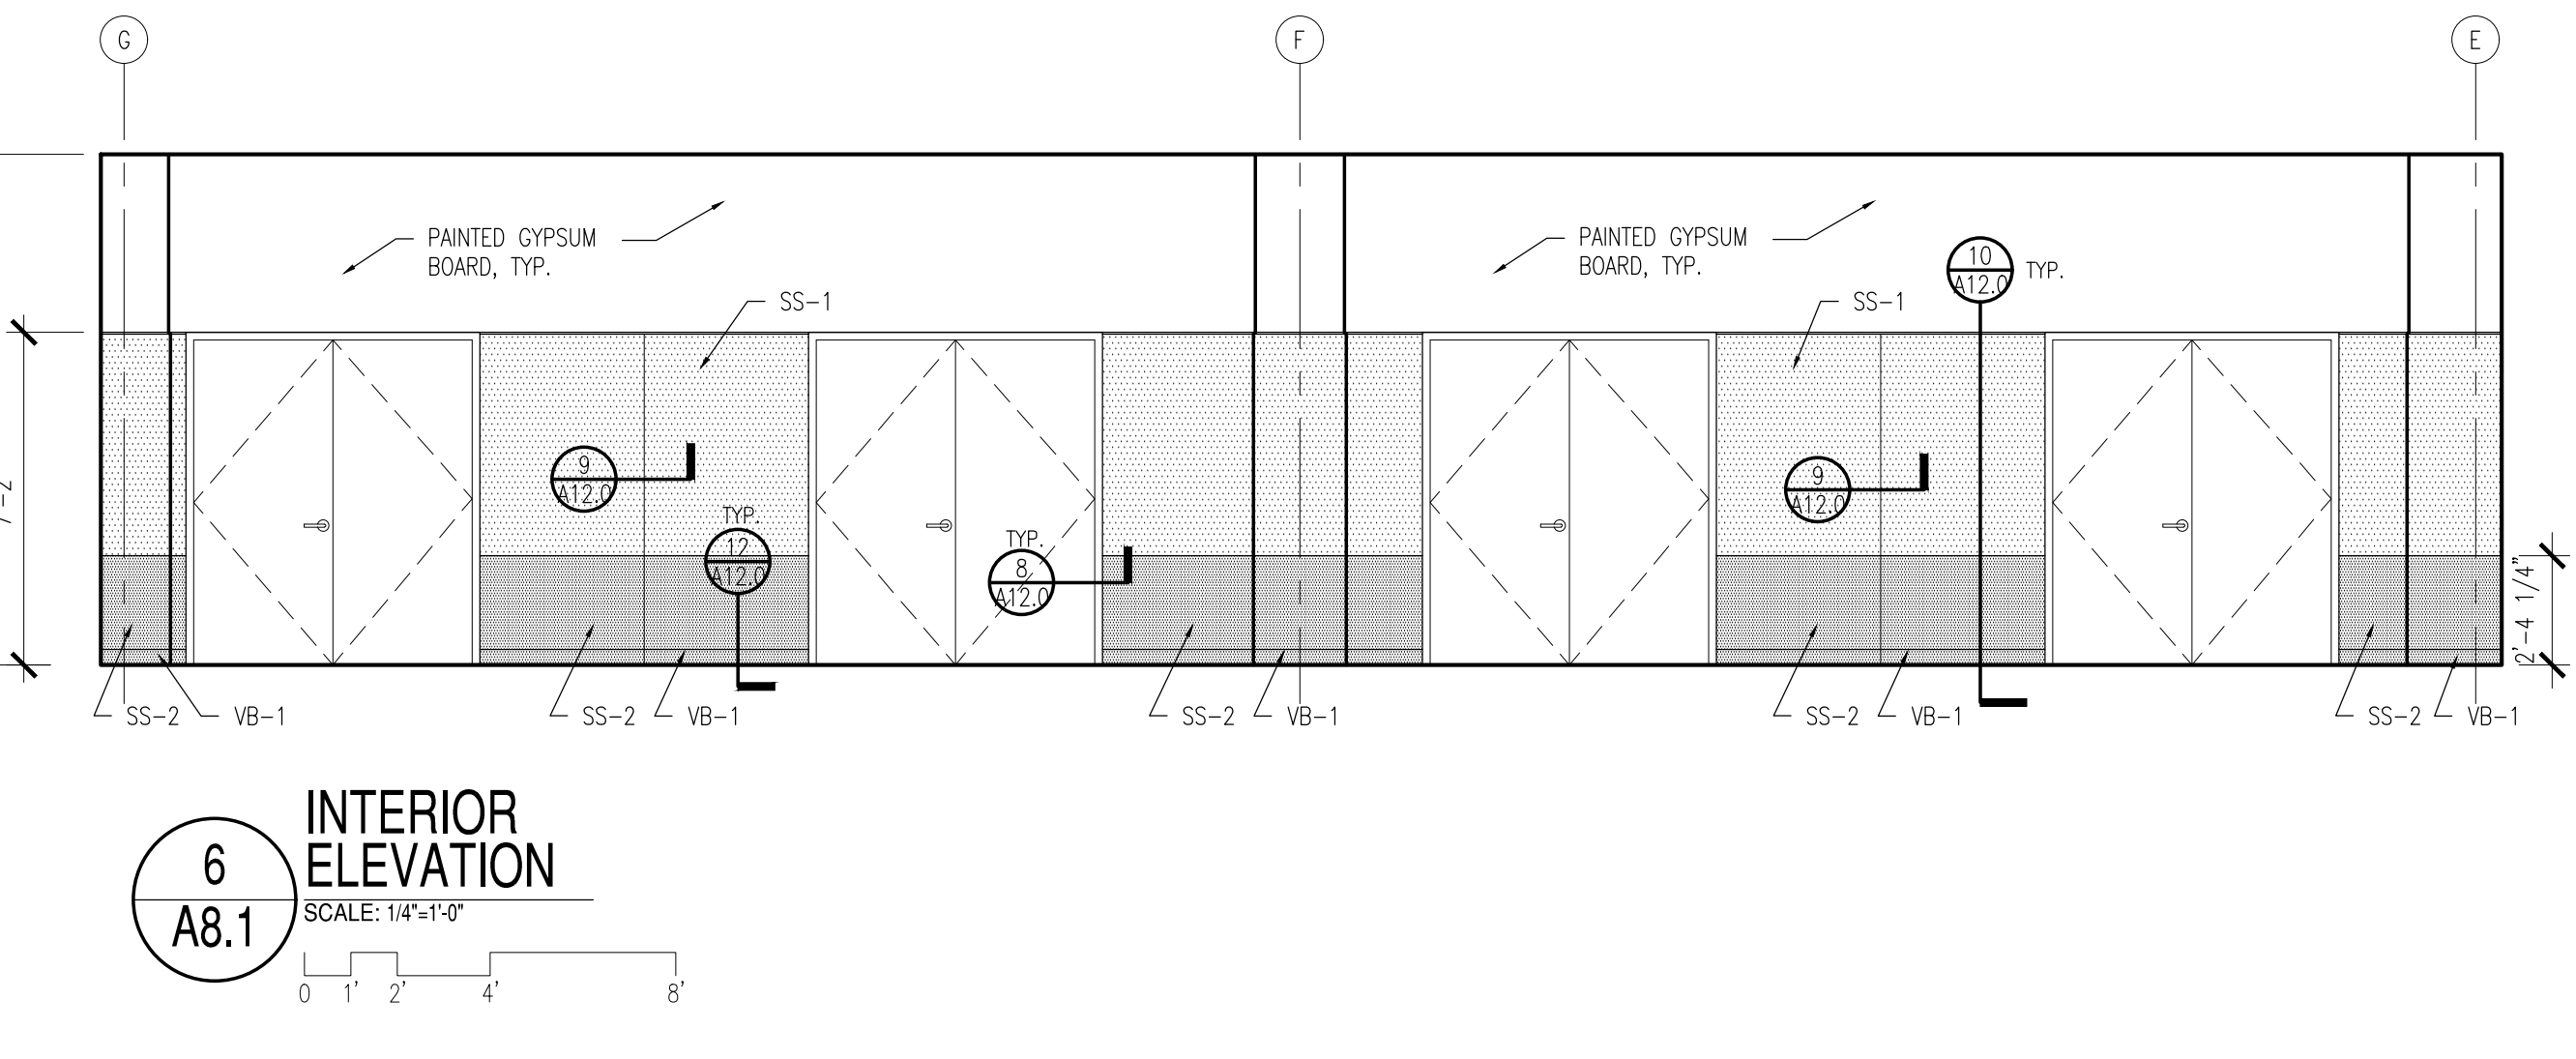 G
F
E
PAINTED GYPSUM
BOARD, TYP.
PAINTED GYPSUM
BOARD, TYP.
10
A12.0
TYP.
SS-1
SS-1
9
A12.0
TYP.
12
A12.0
TYP.
8
A12.0
9
A12.0
2'-4 1/4"
SS-2
VB-1
SS-2
VB-1
SS-2
VB-1
SS-2
VB-1
SS-2
VB-1
6
A8.1
INTERIOR
ELEVATION
SCALE: 1/4"=1'-0"
0 1' 2' 4' 8'